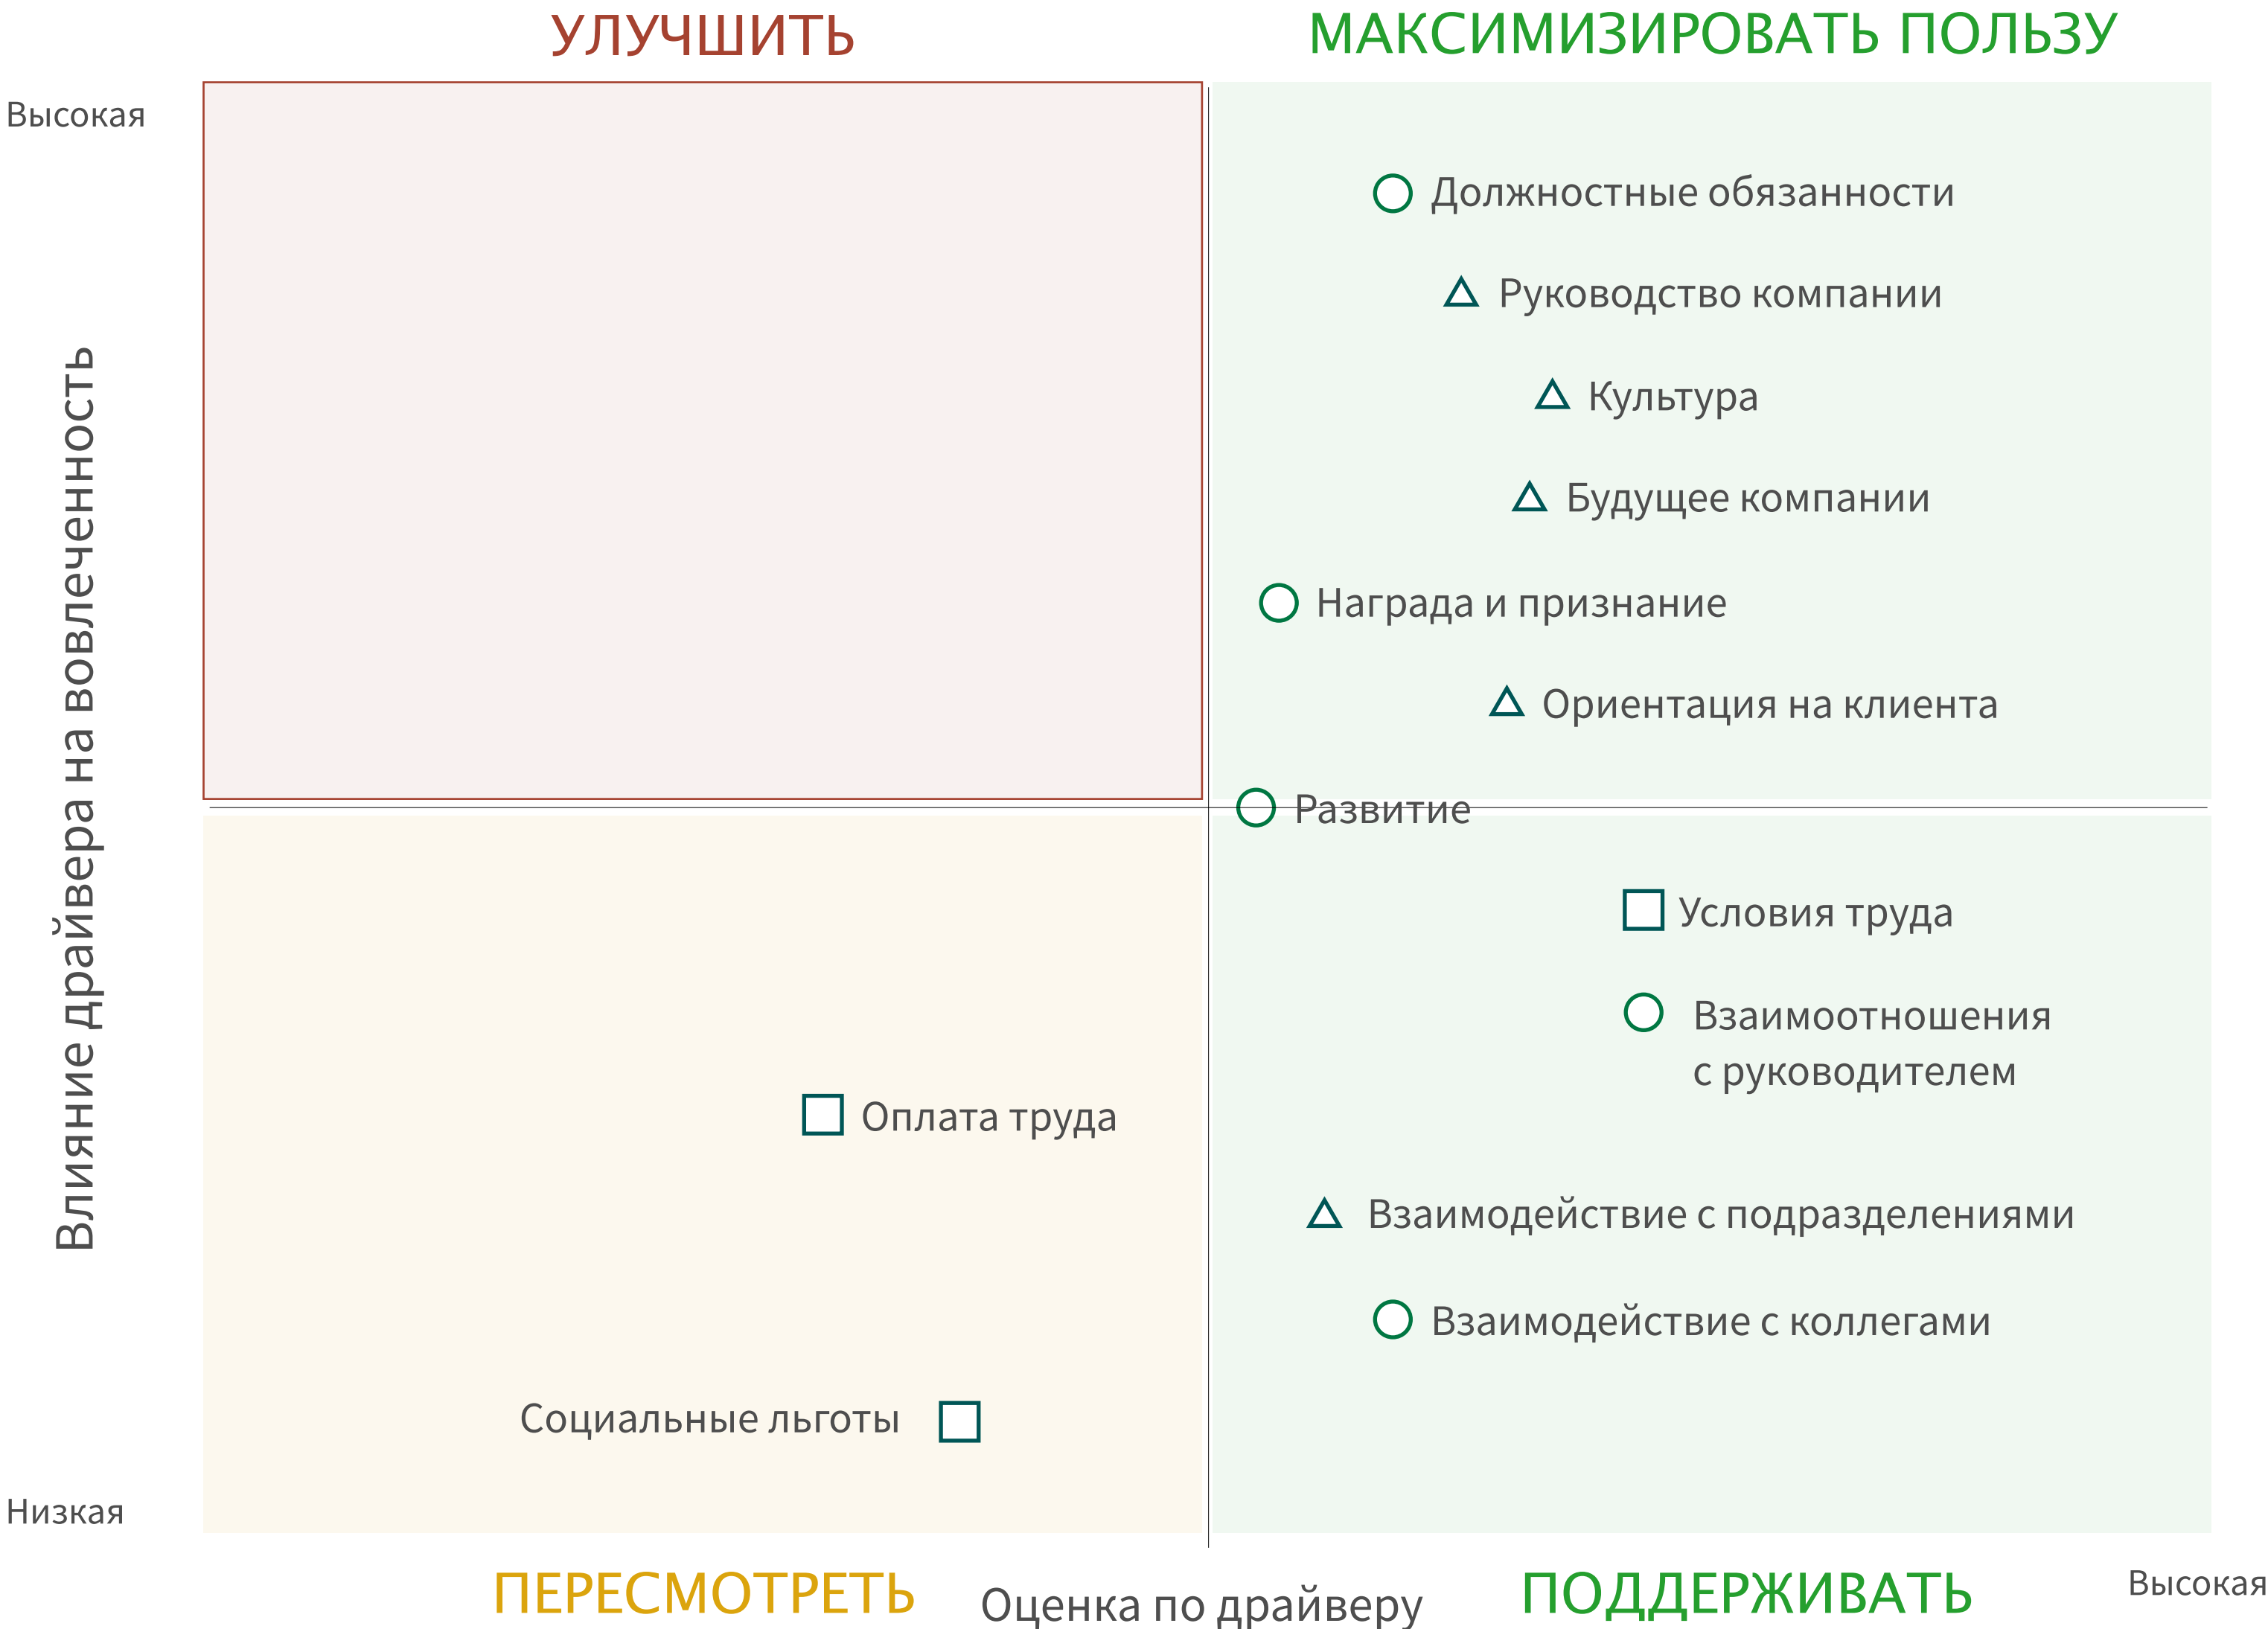 УЛУЧШИТЬ
МАКСИМИЗИРОВАТЬ ПОЛЬЗУ
Высокая
Влияние драйвера на вовлеченность
Должностные обязанности
Руководство компании
Культура
Будущее компании
Награда и признание
Ориентация на клиента
Развитие
Условия труда
Взаимоотношения
с руководителем
Оплата труда
Взаимодействие с подразделениями
Взаимодействие с коллегами
Социальные льготы
Низкая
ПЕРЕСМОТРЕТЬ
Оценка по драйверу
ПОДДЕРЖИВАТЬ
Высокая